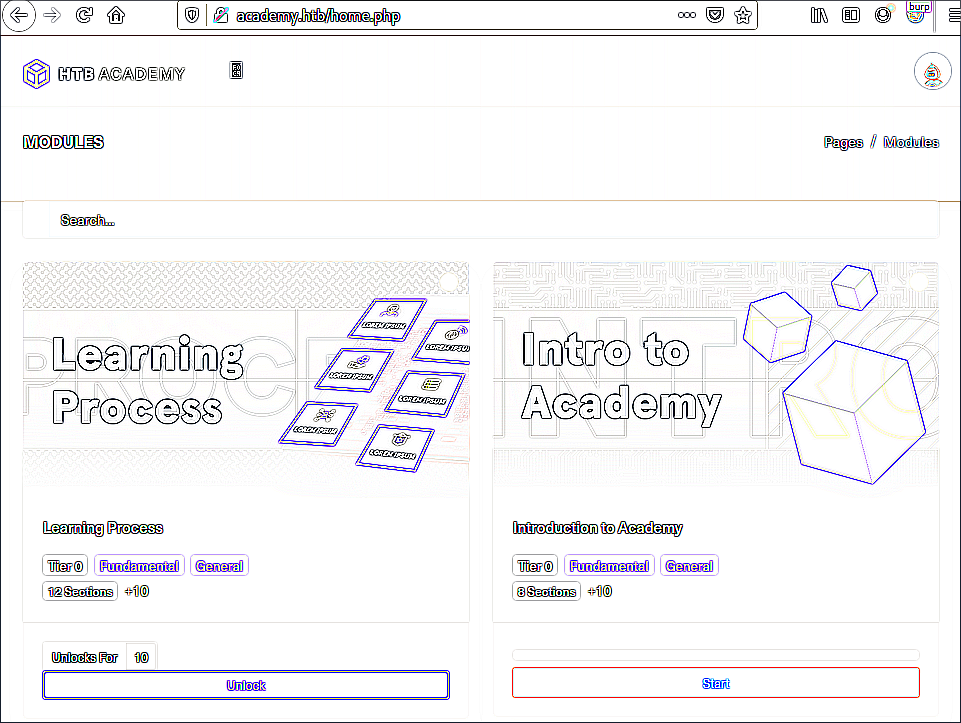 academy.htb/home.php
burp
HTB ACADEMY
MODULES
Pages / Modules
Search...
PROCE
Learning
Process
LOREM IPSUM
LOREM IPSUM
LOREM IPSUM
LOREM IPSUM
LOREM IPSUM
LOREM IPSUM
INTRO
Intro to
Academy
Learning Process
Tier 0 Fundamental General
12 Sections +10
Unlocks For 10
Unlock
Introduction to Academy
Tier 0 Fundamental General
8 Sections +10
Start